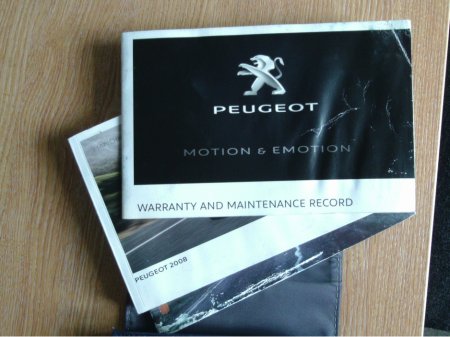 PEUGEOT
MOTION & EMOTION
WARRANTY AND MAINTENANCE RECORD
PEUGEOT 2008